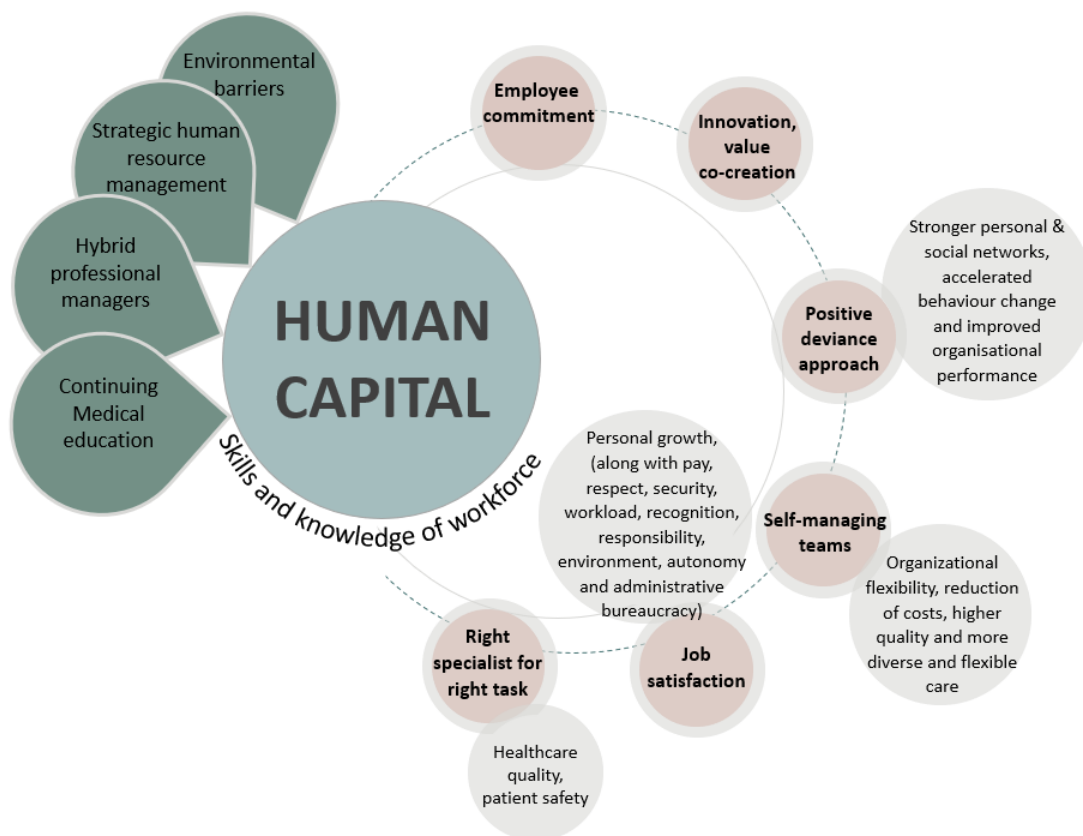 Environmental
barriers
Strategic human
resource
management
Hybrid
professional
managers
Continuing
Medical
education
HUMAN
CAPITAL
Skills and knowledge of workforce
Employee
commitment
Innovation,
value
co-creation
Positive
deviance
approach
Stronger personal &
social networks,
accelerated
behaviour change
and improved
organisational
performance
Self-managing
teams
Organizational
flexibility, reduction
of costs, higher
quality and more
diverse and flexible
care
Personal growth,
(along with pay,
respect, security,
workload, recognition,
responsibility,
environment, autonomy
and administrative
bureaucracy)
Job
satisfaction
Right
specialist for
right task
Healthcare
quality,
patient safety